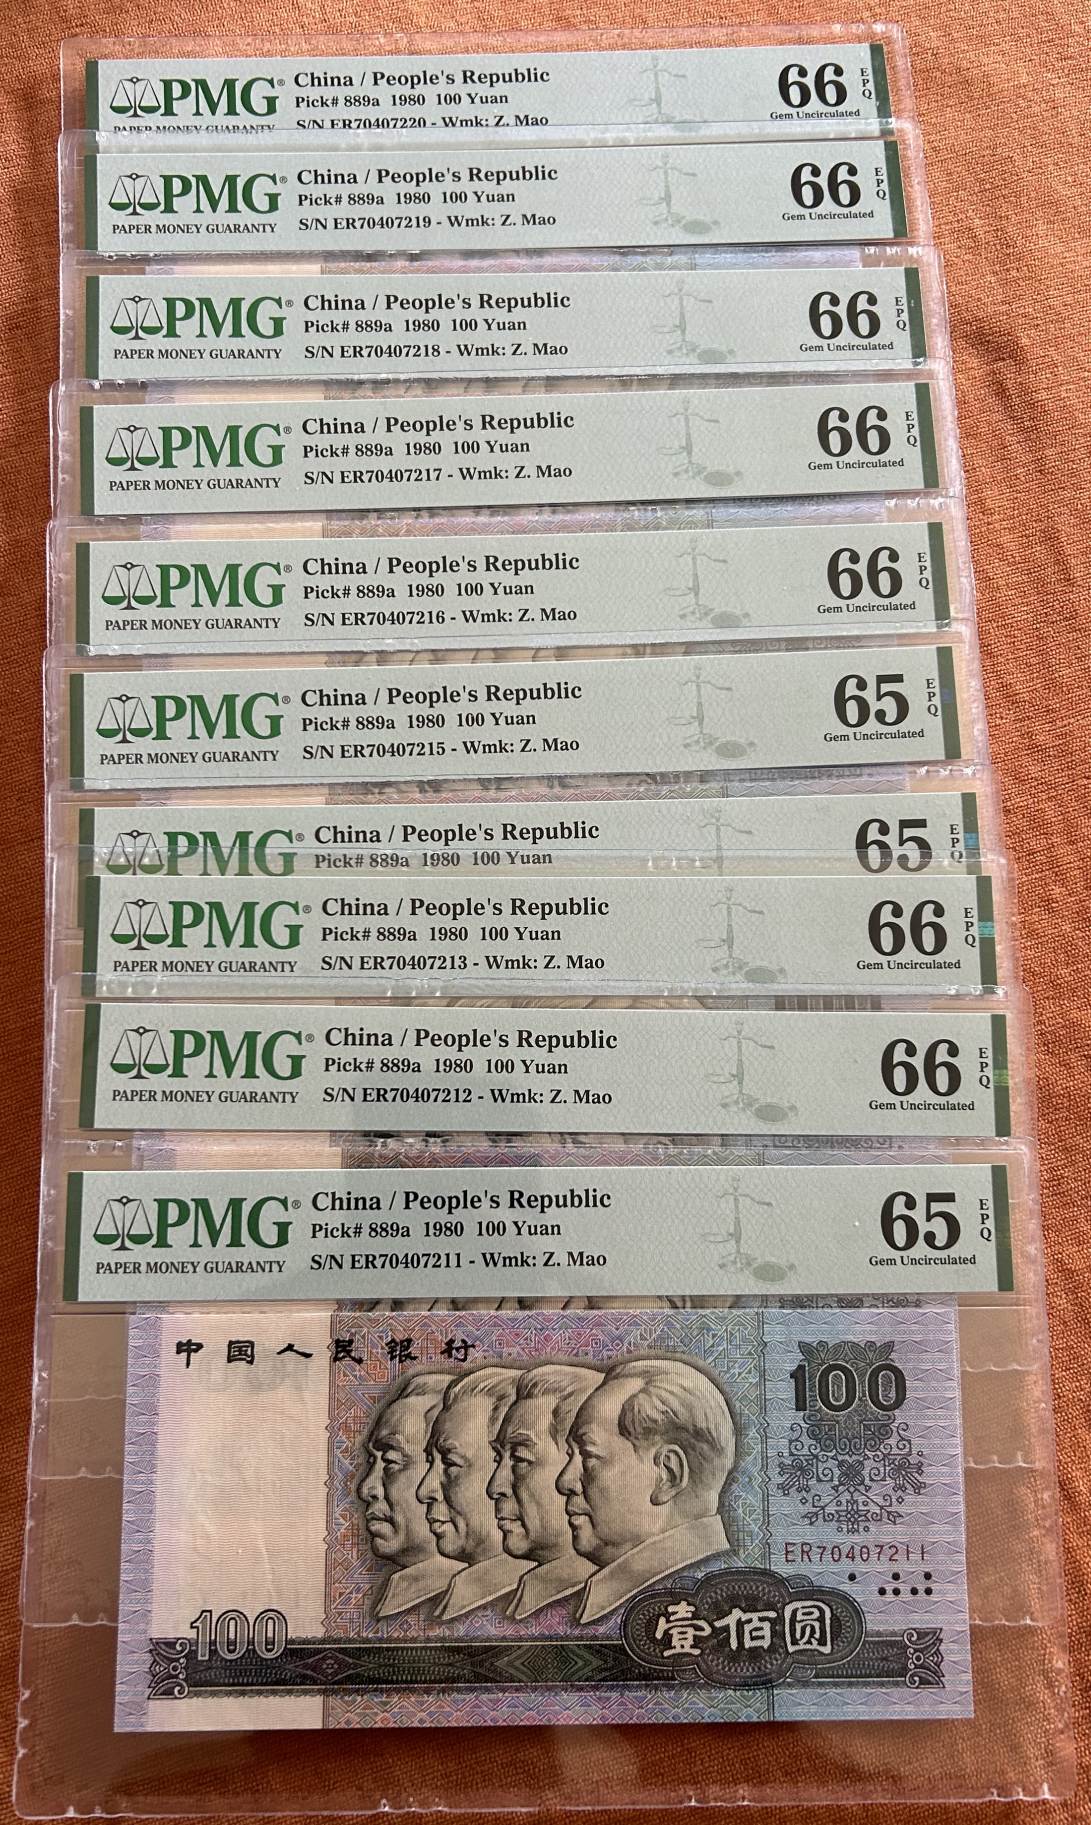 PMG® China / People's Republic 66 EPQ
Pick# 889a 1980 100 Yuan
PAPER MONEY GUARANTY S/N ER70407220 - Wmk: Z. Mao Gem Uncirculated
PMG® China / People's Republic 66 EPQ
Pick# 889a 1980 100 Yuan
PAPER MONEY GUARANTY S/N ER70407219 - Wmk: Z. Mao Gem Uncirculated
PMG® China / People's Republic 66 EPQ
Pick# 889a 1980 100 Yuan
PAPER MONEY GUARANTY S/N ER70407218 - Wmk: Z. Mao Gem Uncirculated
PMG® China / People's Republic 66 EPQ
Pick# 889a 1980 100 Yuan
PAPER MONEY GUARANTY S/N ER70407217 - Wmk: Z. Mao Gem Uncirculated
PMG® China / People's Republic 66 EPQ
Pick# 889a 1980 100 Yuan
PAPER MONEY GUARANTY S/N ER70407216 - Wmk: Z. Mao Gem Uncirculated
PMG® China / People's Republic 65 EPQ
Pick# 889a 1980 100 Yuan
PAPER MONEY GUARANTY S/N ER70407215 - Wmk: Z. Mao Gem Uncirculated
PMG® China / People's Republic 65 EPQ
Pick# 889a 1980 100 Yuan
PMG® China / People's Republic 66 EPQ
Pick# 889a 1980 100 Yuan
PAPER MONEY GUARANTY S/N ER70407213 - Wmk: Z. Mao Gem Uncirculated
PMG® China / People's Republic 66 EPQ
Pick# 889a 1980 100 Yuan
PAPER MONEY GUARANTY S/N ER70407212 - Wmk: Z. Mao Gem Uncirculated
PMG® China / People's Republic 65 EPQ
Pick# 889a 1980 100 Yuan
PAPER MONEY GUARANTY S/N ER70407211 - Wmk: Z. Mao Gem Uncirculated
中国人民银行
100
ER70407211
100 壹佰圆